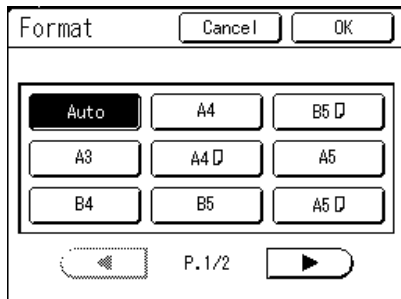 Format Cancel OK
Auto A4 B5
A3 A4 A5
B4 B5 A5
P.1/2